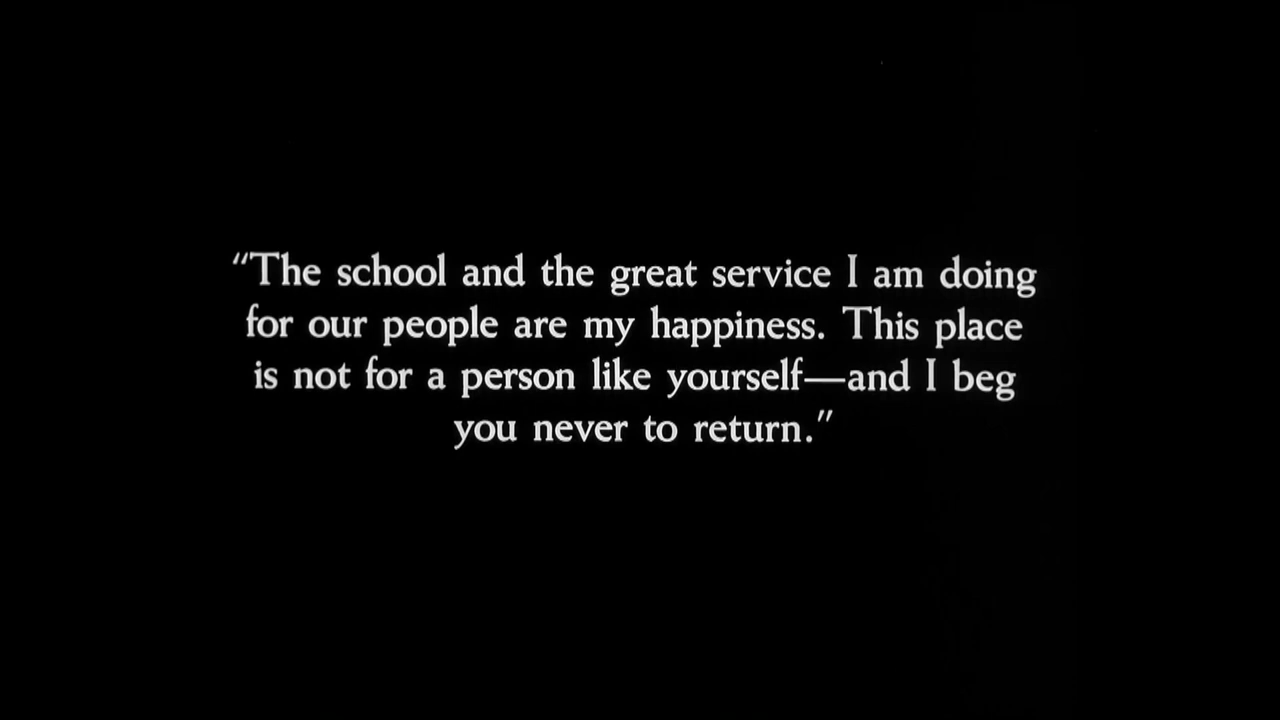 “The school and the great service I am doing
for our people are my happiness. This place
is not for a person like yourself—and I beg
you never to return.”